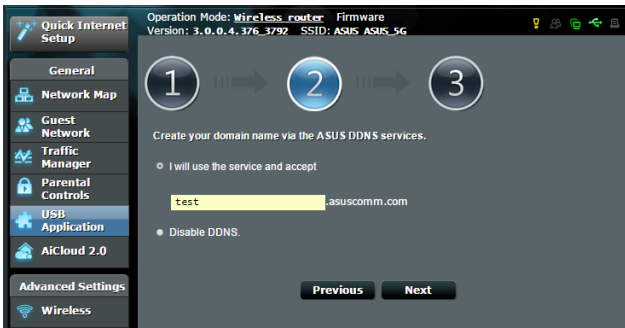 Quick Internet
Setup
General
Network Map
Guest
Network
Traffic
Manager
Parental
Controls
USB
Application
AiCloud 2.0
Advanced Settings
Wireless
Operation Mode: Wireless router Firmware
Version: 3.0.0.4.376_3792 SSID: ASUS ASUS_5G
1
2
3
Create your domain name via the ASUS DDNS services.
I will use the service and accept
test .asuscomm.com
Disable DDNS.
Previous Next